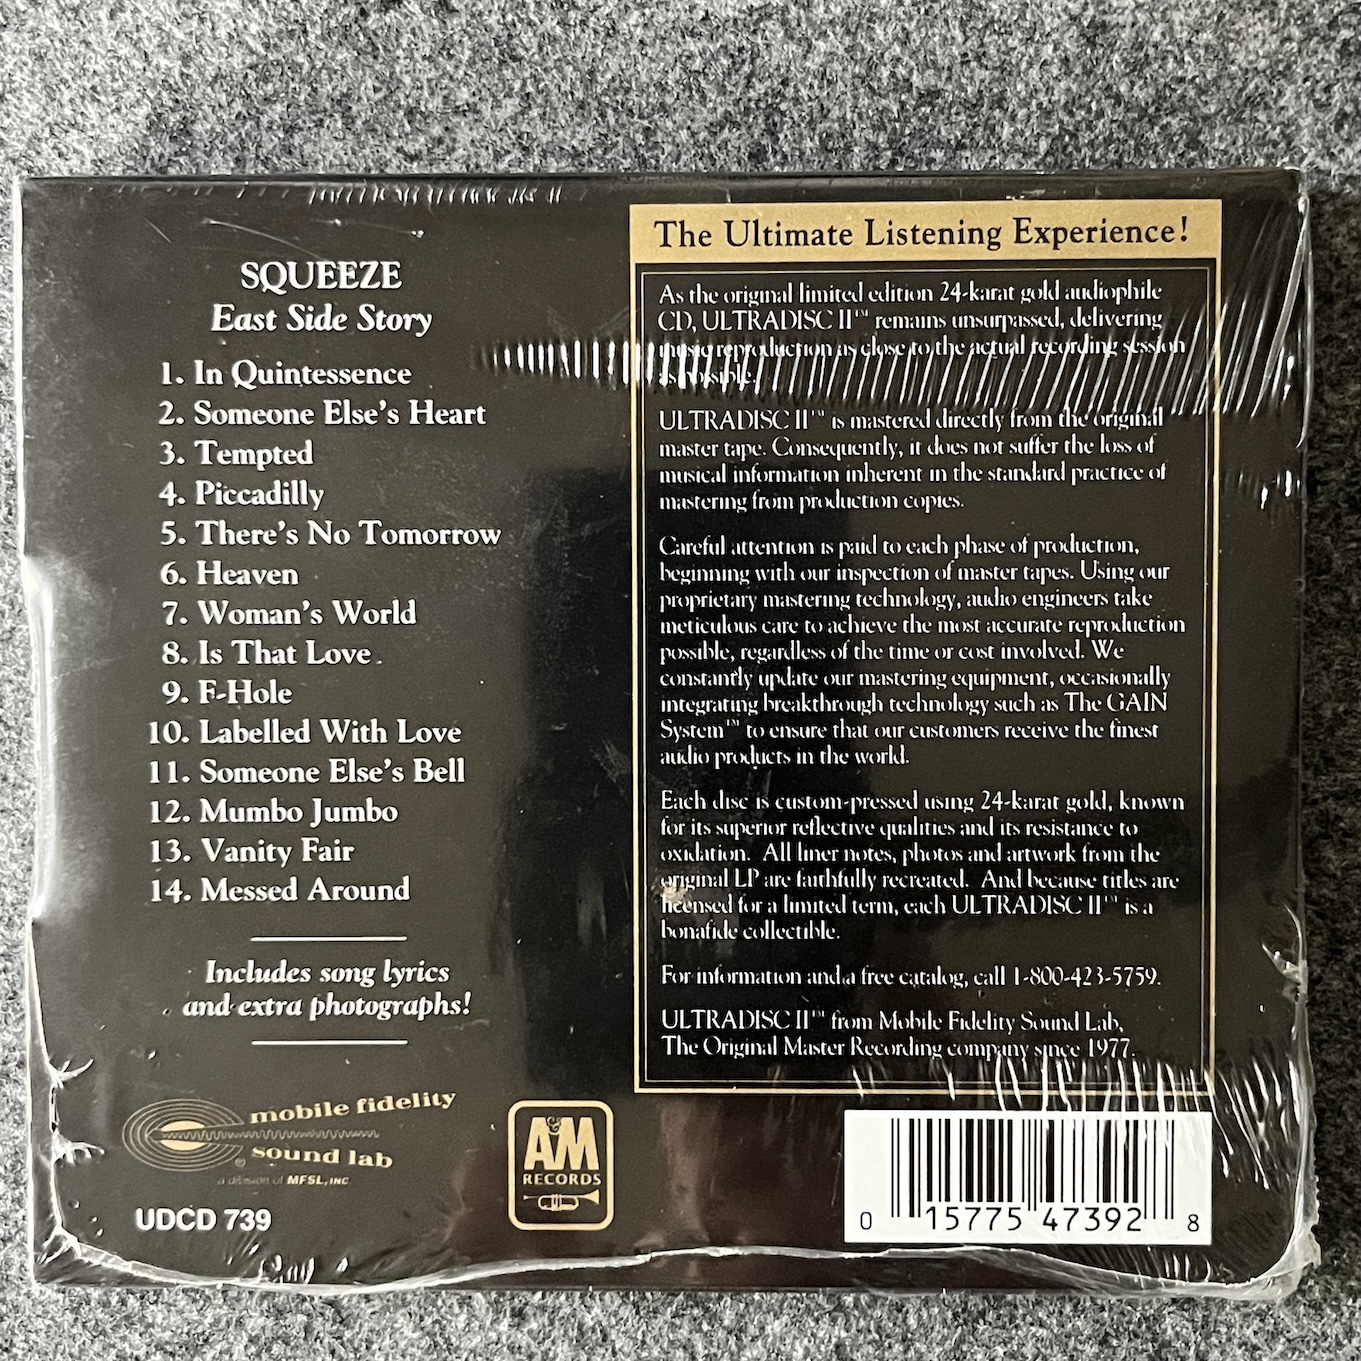 SQUEEZE
East Side Story
1. In Quintessence
2. Someone Else's Heart
3. Tempted
4. Piccadilly
5. There's No Tomorrow
6. Heaven
7. Woman's World
8. Is That Love
9. F-Hole
10. Labelled With Love
11. Someone Else's Bell
12. Mumbo Jumbo
13. Vanity Fair
14. Messed Around
Includes song lyrics
and extra photographs!
mobile fidelity
sound lab
®
a division of MFSL, INC
UDCD 739
The Ultimate Listening Experience!
As the original limited edition 24-karat gold audiophile
CD, ULTRADISC II™ remains unsurpassed, delivering
music reproduction as close to the actual recording session
as possible.
ULTRADISC II™ is mastered directly from the original
master tape. Consequently, it does not suffer the loss of
musical information inherent in the standard practice of
mastering from production copies.
Careful attention is paid to each phase of production,
beginning with our inspection of master tapes. Using our
proprietary mastering technology, audio engineers take
meticulous care to achieve the most accurate reproduction
possible, regardless of the time or cost involved. We
constantly update our mastering equipment, occasionally
integrating breakthrough technology such as The GAIN
System™ to ensure that our customers receive the finest
audio products in the world.
Each disc is custom-pressed using 24-karat gold, known
for its superior reflective qualities and its resistance to
oxidation. All liner notes, photos and artwork from the
original LP are faithfully recreated. And because titles are
licensed for a limited term, each ULTRADISC II™ is a
bonafide collectible.
For information and a free catalog, call 1-800-423-5759.
ULTRADISC II™ from Mobile Fidelity Sound Lab,
The Original Master Recording company since 1977.
A&M
RECORDS
0 15775 47392 8